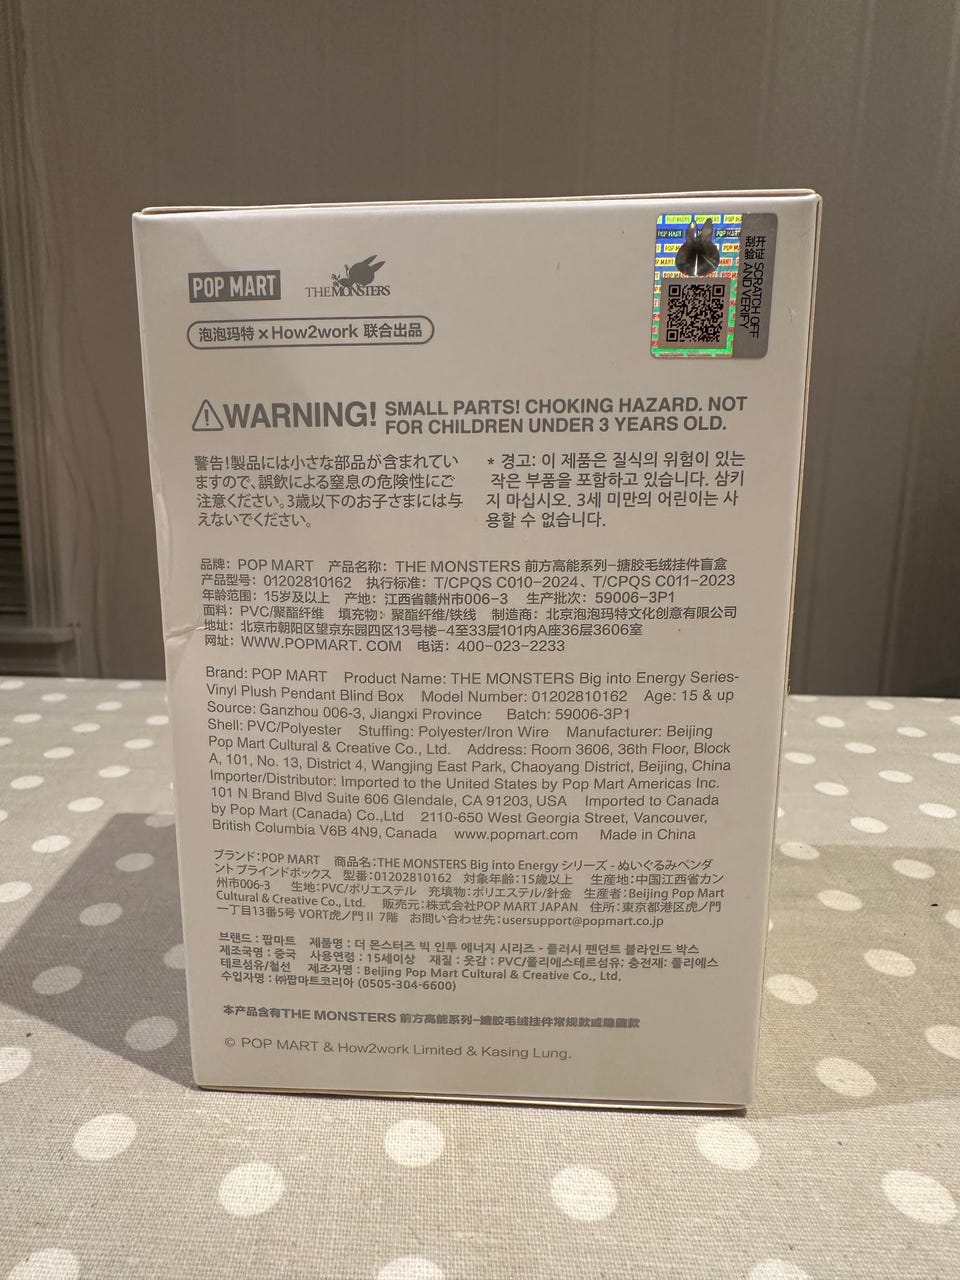 POP MART
THE MONSTERS
泡泡玛特×How2work 联合出品
开 证 SCRATCH OFF
刮 验 AND VERIFY
WARNING! SMALL PARTS! CHOKING HAZARD. NOT
FOR CHILDREN UNDER 3 YEARS OLD.
警告!製品には小さな部品が含まれてい
ますので、誤飲による窒息の危険性にご
注意ください。3歳以下のお子さまには与
えないでください。
* 경고: 이 제품은 질식의 위험이 있는
작은 부품을 포함하고 있습니다. 삼키
지 마십시오. 3세 미만의 어린이는 사
용할 수 없습니다.
品牌: POP MART 产品名称: THE MONSTERS 前方高能系列-搪胶毛绒挂件盲盒
产品型号: 01202810162 执行标准: T/CPQS C010-2024、T/CPQS C011-2023
年龄范围: 15岁及以上 产地: 江西省赣州市006-3 生产批次: 59006-3P1
面料: PVC/聚酯纤维 填充物: 聚酯纤维/铁线 制造商: 北京泡泡玛特文化创意有限公司
地址: 北京市朝阳区望京东园四区13号楼-4至33层101内A座36层3606室
网址: WWW.POPMART.COM 电话: 400-023-2233
Brand: POP MART Product Name: THE MONSTERS Big into Energy Series-
Vinyl Plush Pendant Blind Box Model Number: 01202810162 Age: 15 & up
Source: Ganzhou 006-3, Jiangxi Province Batch: 59006-3P1
Shell: PVC/Polyester Stuffing: Polyester/Iron Wire Manufacturer: Beijing
Pop Mart Cultural & Creative Co., Ltd. Address: Room 3606, 36th Floor, Block
A, 101, No. 13, District 4, Wangjing East Park, Chaoyang District, Beijing, China
Importer/Distributor: Imported to the United States by Pop Mart Americas Inc.
101 N Brand Blvd Suite 606 Glendale, CA 91203, USA Imported to Canada
by Pop Mart (Canada) Co.,Ltd 2110-650 West Georgia Street, Vancouver,
British Columbia V6B 4N9, Canada www.popmart.com Made in China
ブランド:POP MART 商品名:THE MONSTERS Big into Energy シリーズ - ぬいぐるみペンダ
ント ブラインドボックス 型番:01202810162 対象年齢:15歳以上 生産地:中国江西省カン
州市006-3 生地:PVC/ポリエステル 充填物:ポリエステル/針金 生産者:Beijing Pop Mart
Cultural & Creative Co., Ltd. 販売元:株式会社POP MART JAPAN 住所:東京都港区虎ノ門
一丁目13番5号 VORT虎ノ門Ⅱ 7階 お問い合わせ先:usersupport@popmart.co.jp
브랜드 : 팝마트 제품명 : 더 몬스터즈 빅 인투 에너지 시리즈 - 플러시 펜던트 블라인드 박스
제조국명 : 중국 사용연령 : 15세이상 재질 : 옷감 : PVC/폴리에스테르섬유; 충전재: 폴리에스
테르섬유/철선 제조자명 : Beijing Pop Mart Cultural & Creative Co., Ltd.
수입자명 : ㈜팝마트코리아 (0505-304-6600)
本产品含有THE MONSTERS 前方高能系列-搪胶毛绒挂件常规款或隐藏款
© POP MART & How2work Limited & Kasing Lung.